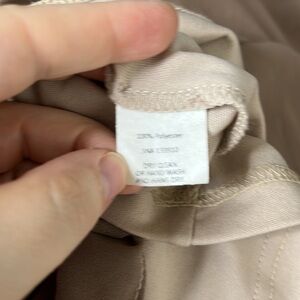 100% Polyester
DRY CLEAN
OR HAND WASH
AND HANG DRY